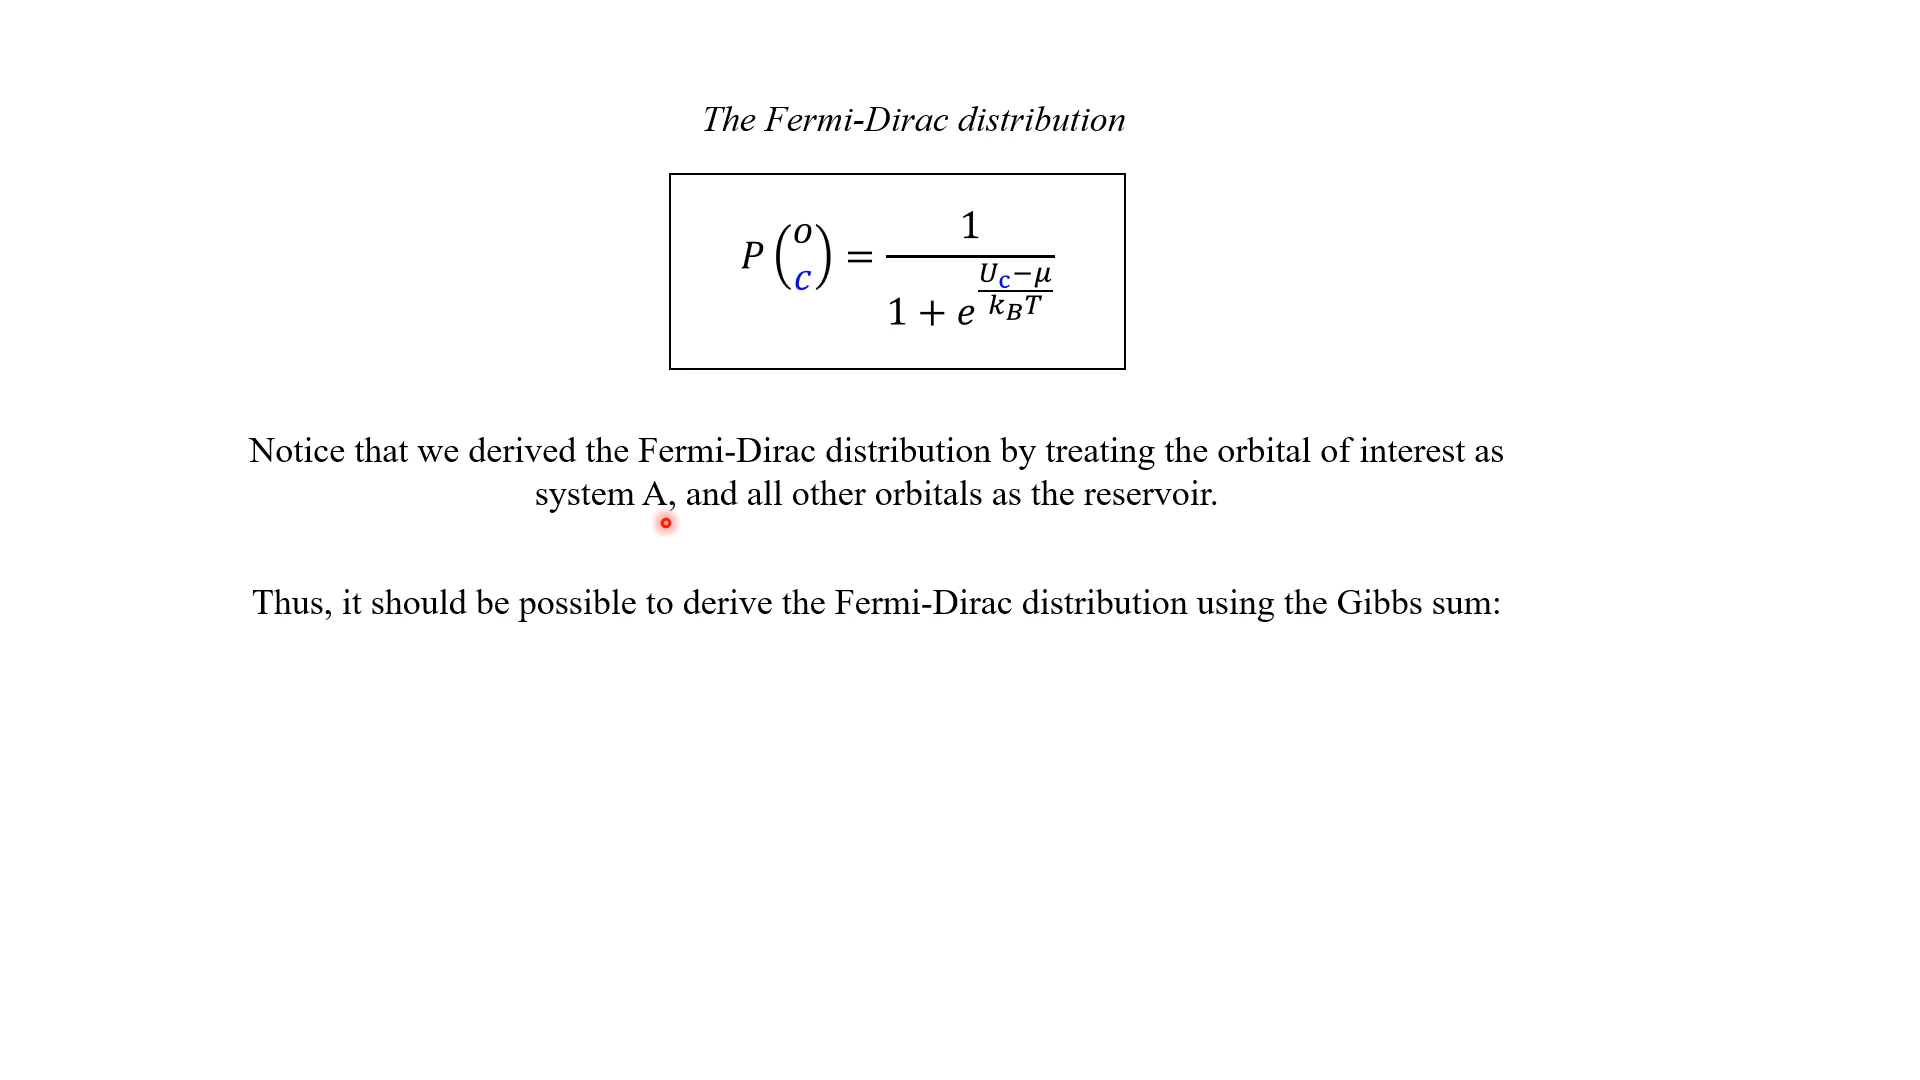 The Fermi-Dirac distribution
P(o c) = 1 / (1 + e^((U_c−μ)/(k_B T)))
Notice that we derived the Fermi-Dirac distribution by treating the orbital of interest as
system A, and all other orbitals as the reservoir.
Thus, it should be possible to derive the Fermi-Dirac distribution using the Gibbs sum: